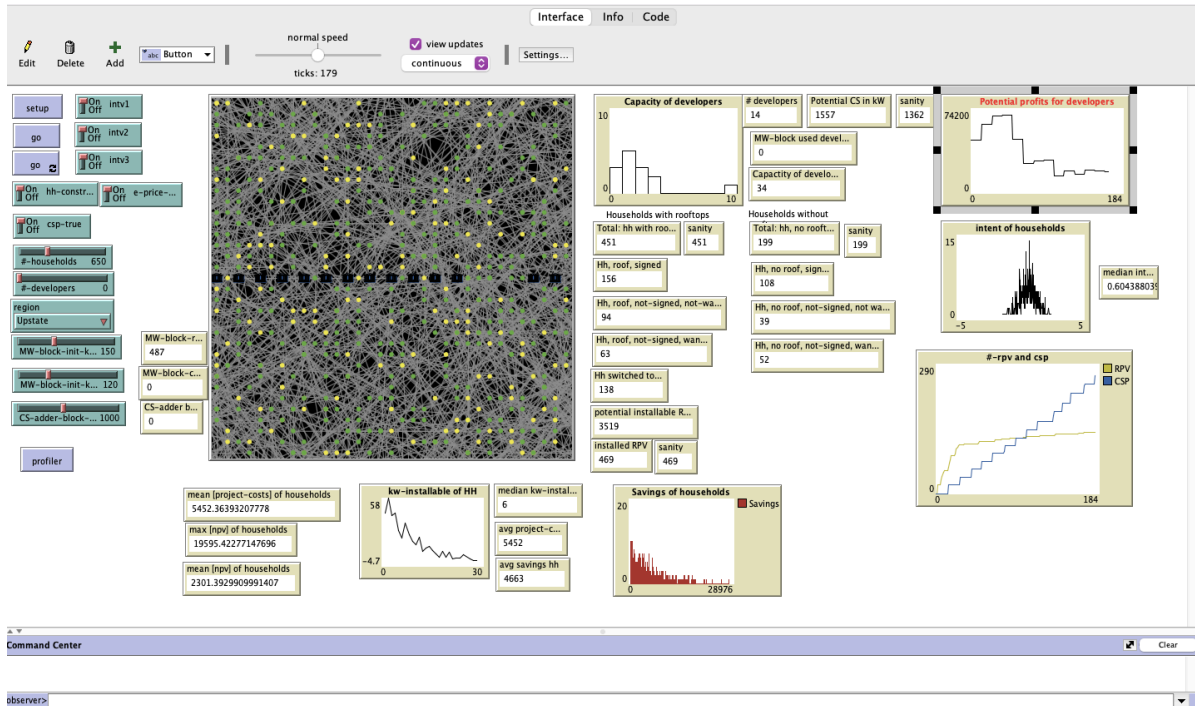 Interface Info Code
Edit
Delete
Add
abc Button
normal speed
ticks: 179
view updates
continuous
Settings...
setup
On
Off
intv1
go
On
Off
intv2
go
On
Off
intv3
On
Off
hh-constr...
On
Off
e-price-...
On
Off
csp-true
#-households 650
#-developers 0
region
Upstate
MW-block-init-k... 150
MW-block-init-k... 120
CS-adder-block-... 1000
profiler
MW-block-r...
487
MW-block-c...
0
CS-adder b...
0
Capacity of developers
10
0
0
10
# developers
14
Potential CS in kW
1557
sanity
1362
MW-block used devel...
0
Capactity of develo...
34
Potential profits for developers
74200
0
0
184
Households with rooftops
Total: hh with roo...
451
sanity
451
Hh, roof, signed
156
Hh, roof, not-signed, not-wa...
94
Hh, roof, not-signed, wan...
63
Hh switched to...
138
potential installable R...
3519
installed RPV
469
sanity
469
Households without
Total: hh, no rooft...
199
sanity
199
Hh, no roof, sign...
108
Hh, no roof, not-signed, not wa...
39
Hh, no roof, not-signed, wan...
52
intent of households
15
0
-5
5
median int...
0.604388039
#-rpv and csp
290
0
0
184
RPV
CSP
mean [project-costs] of households
5452.36393207778
max [npv] of households
19595.42277147696
mean [npv] of households
2301.3929909991407
kw-installable of HH
58
-4.7
0
30
median kw-instal...
6
avg project-c...
5452
avg savings hh
4663
Savings of households
20
0
0
28976
Savings
Command Center
Clear
observer>